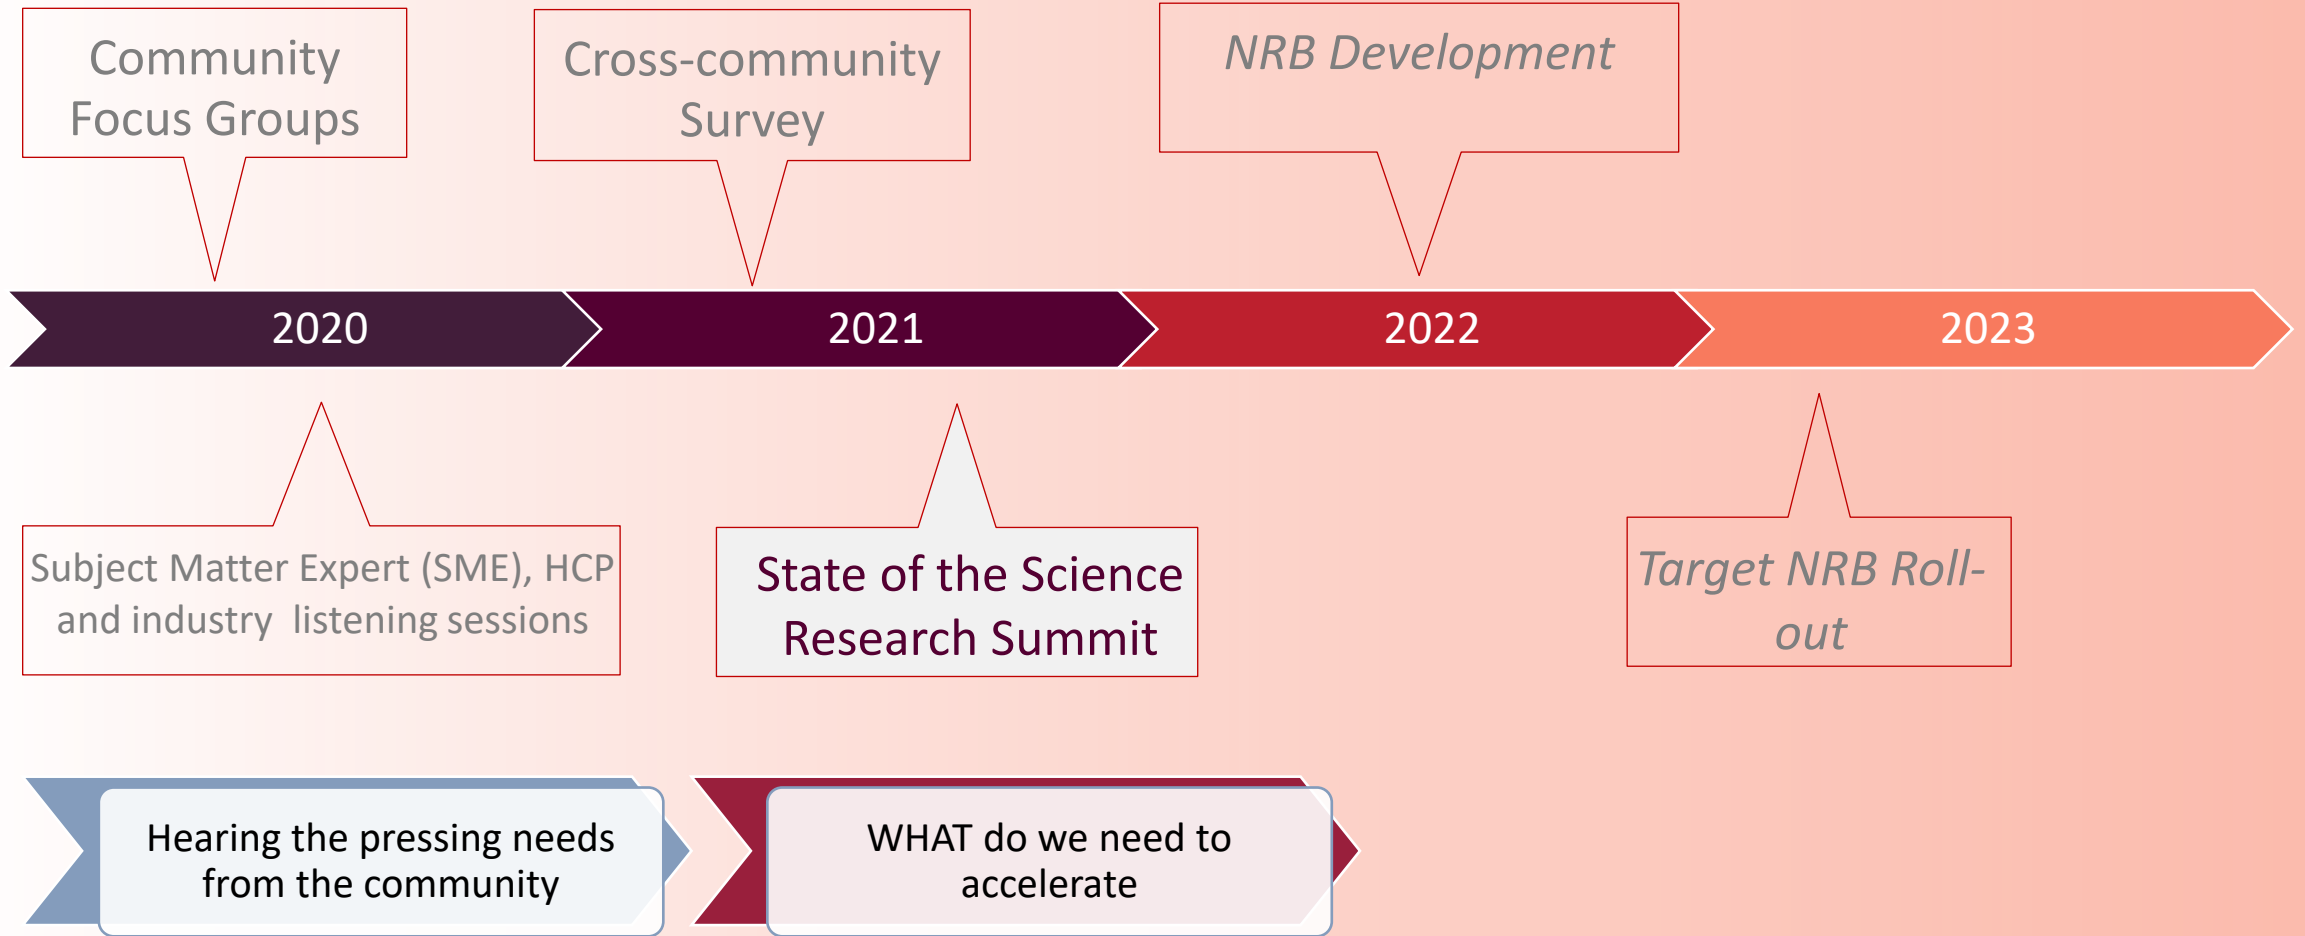 Community
Focus Groups
Cross-community
Survey
NRB Development
2020
2021
2022
2023
Subject Matter Expert (SME), HCP
and industry  listening sessions
State of the Science
Research Summit
Target NRB Roll-
out
Hearing the pressing needs
from the community
WHAT do we need to
accelerate